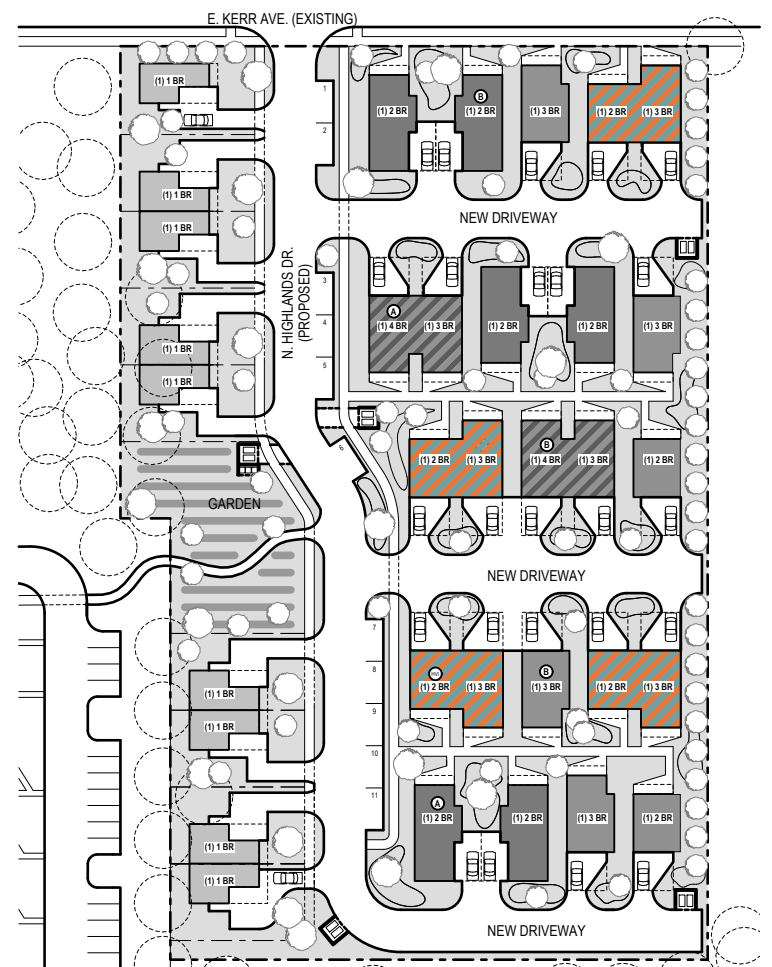 E. KERR AVE. (EXISTING)
(1) 1 BR
1
2
(1) 2 BR
B
(1) 2 BR
(1) 3 BR
(1) 2 BR
(1) 3 BR
(1) 1 BR
(1) 1 BR
NEW DRIVEWAY
N. HIGHLANDS DR.
(PROPOSED)
3
4
5
A
(1) 4 BR
(1) 3 BR
(1) 2 BR
(1) 2 BR
(1) 3 BR
(1) 1 BR
(1) 1 BR
6
(1) 2 BR
(1) 3 BR
B
(1) 4 BR
(1) 3 BR
(1) 2 BR
GARDEN
NEW DRIVEWAY
7
8
9
10
11
(1) 2 BR
(1) 3 BR
B
(1) 3 BR
(1) 2 BR
(1) 3 BR
(1) 1 BR
(1) 1 BR
A
(1) 2 BR
(1) 2 BR
(1) 3 BR
(1) 2 BR
(1) 1 BR
(1) 1 BR
NEW DRIVEWAY